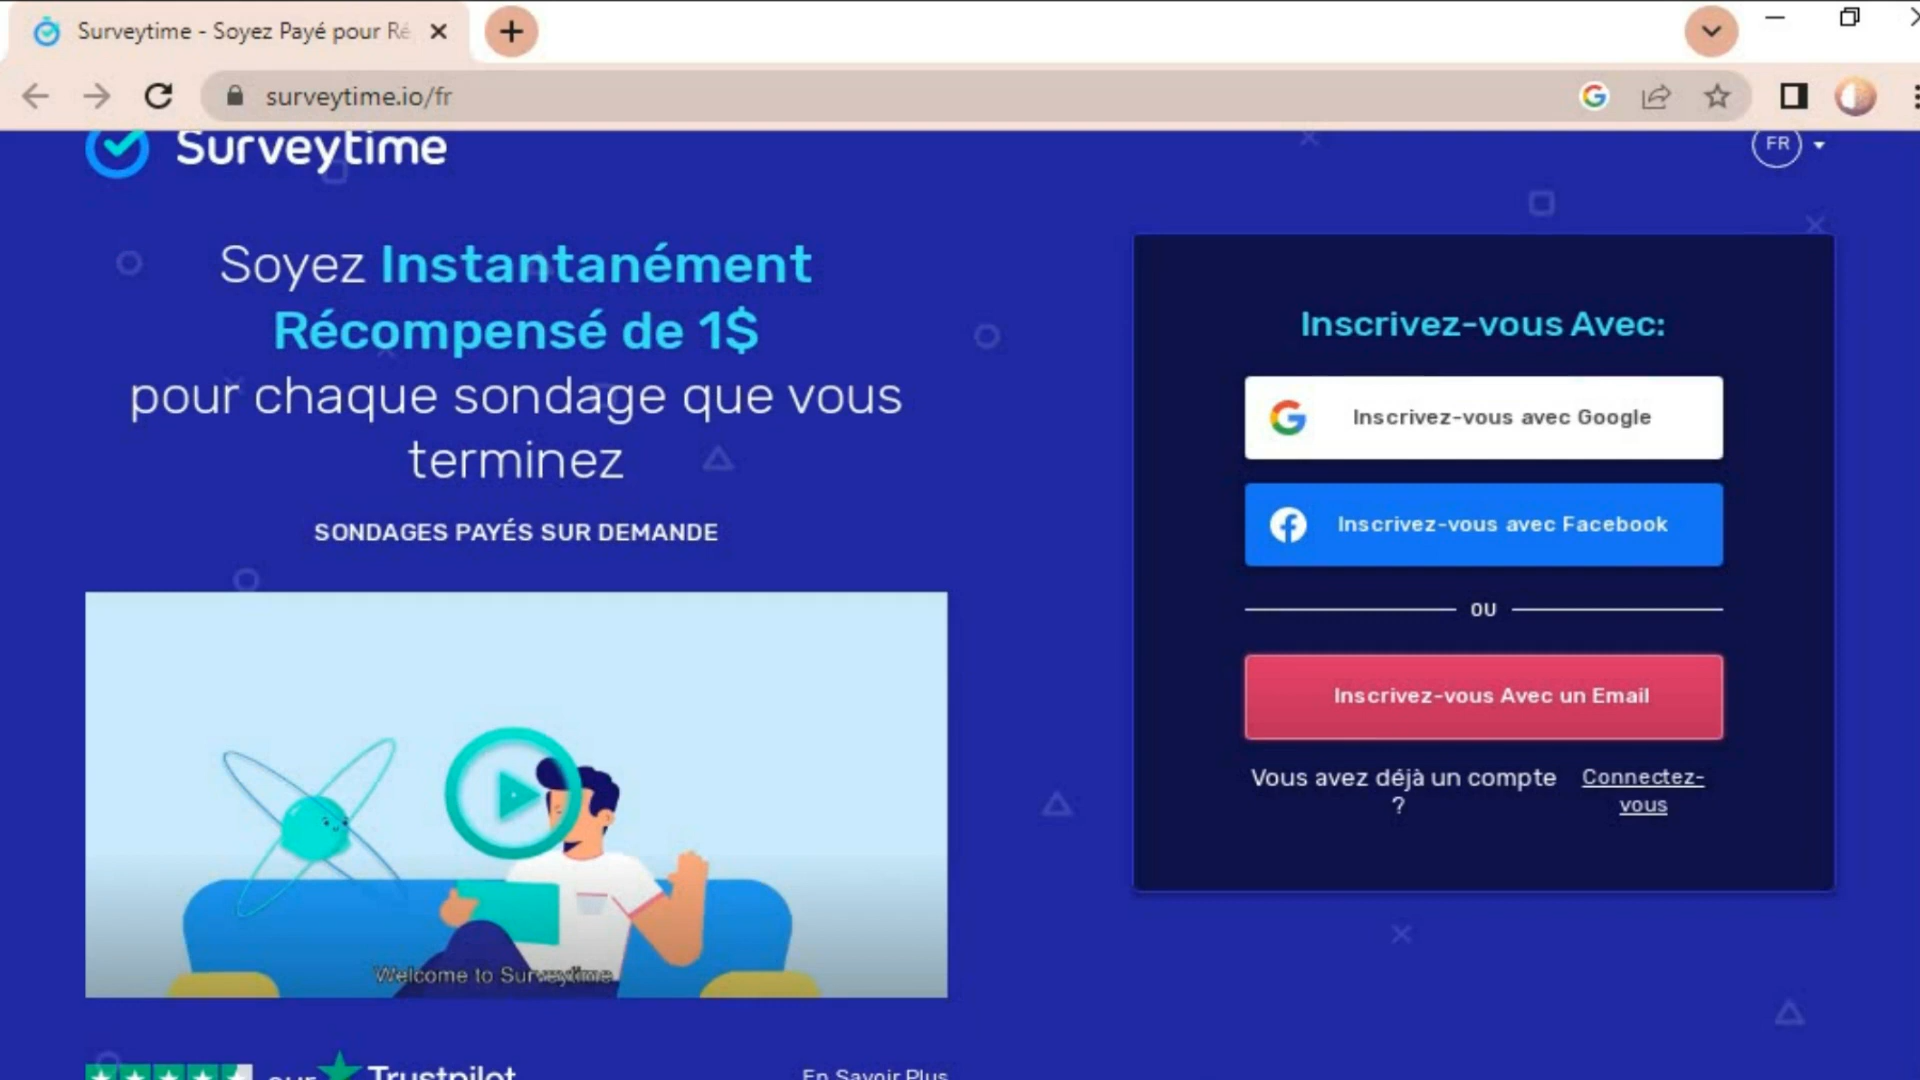 Surveytime - Soyez Payé pour Ré
surveytime.io/fr
Surveytime
FR
Soyez Instantanément
Récompensé de 1$
pour chaque sondage que vous
terminez
SONDAGES PAYÉS SUR DEMANDE
Welcome to Surveytime
sur Trustpilot
En Savoir Plus
Inscrivez-vous Avec:
Inscrivez-vous avec Google
Inscrivez-vous avec Facebook
OU
Inscrivez-vous Avec un Email
Vous avez déjà un compte
?
Connectez-
vous